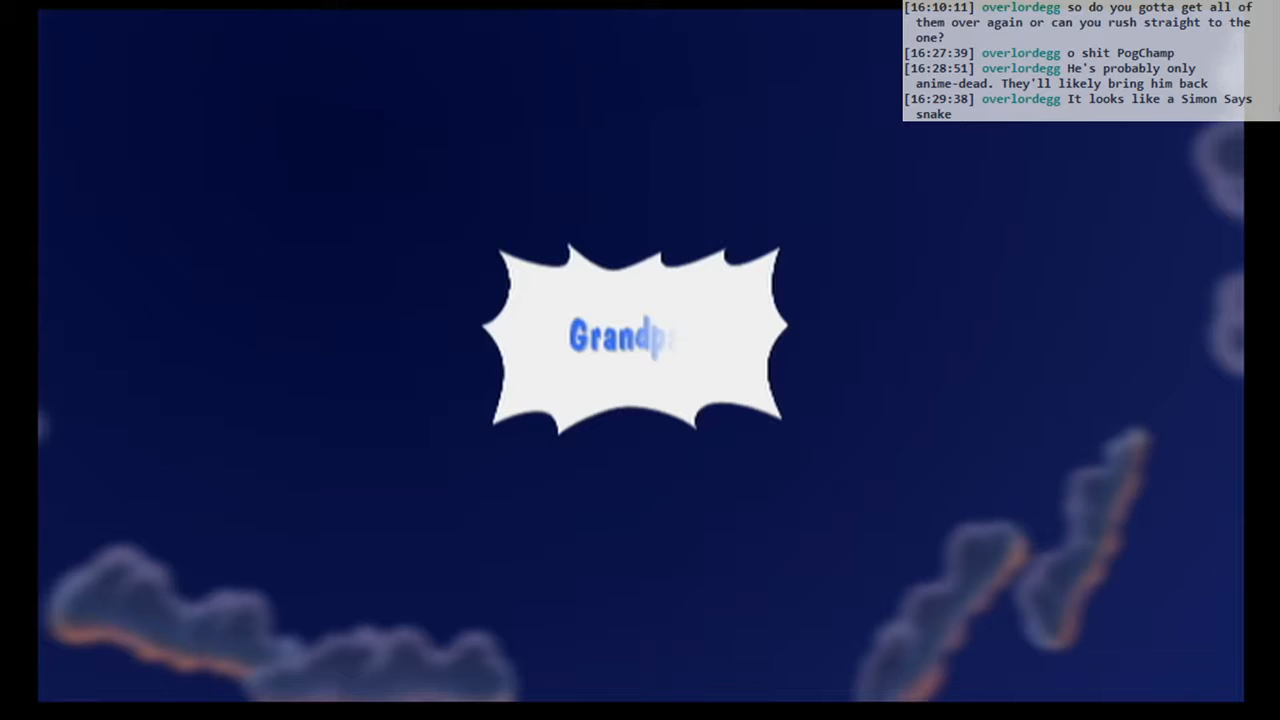 [16:10:11] overlordegg so do you gotta get all of
them over again or can you rush straight to the
one?
[16:27:39] overlordegg o shit PogChamp
[16:28:51] overlordegg He's probably only
anime-dead. They'll likely bring him back
[16:29:38] overlordegg It looks like a Simon Says
snake
Grandpa